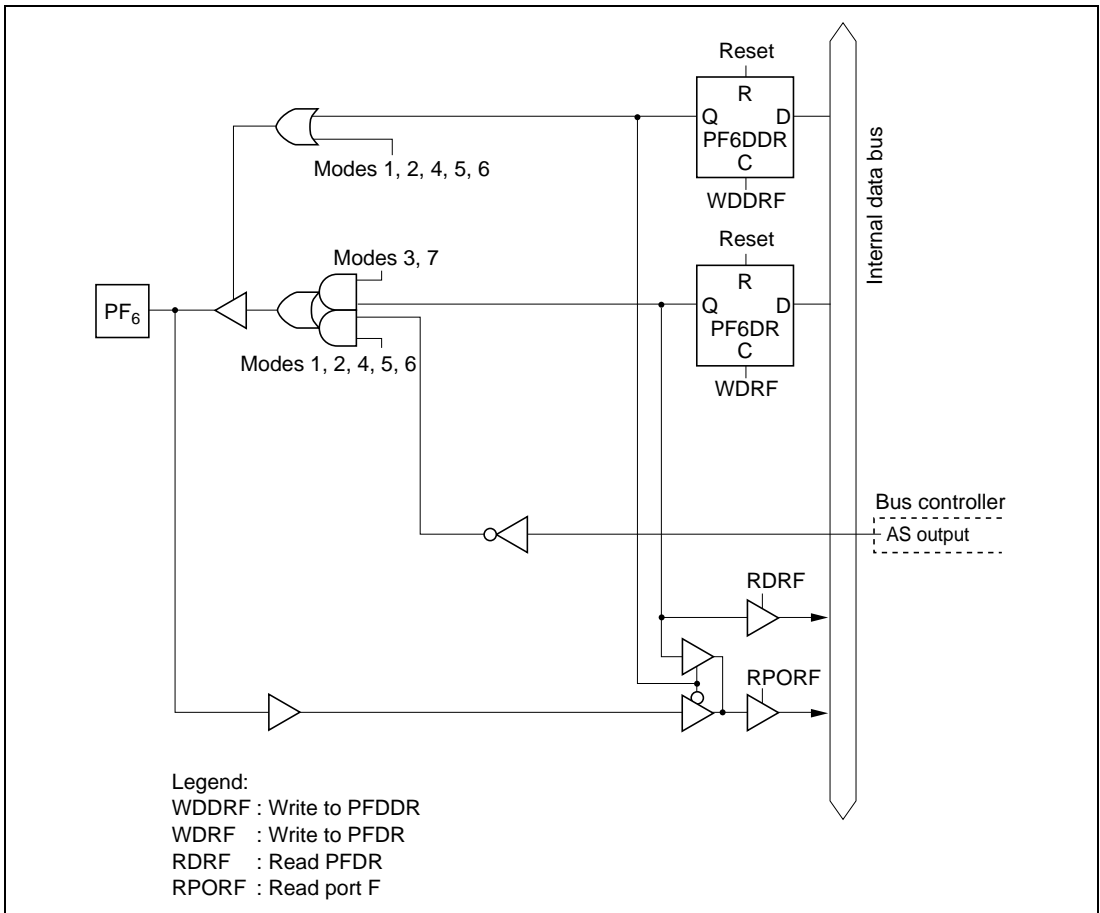 Reset
R
Q D
PF6DDR
C
WDDRF
Modes 1, 2, 4, 5, 6
Internal data bus
Reset
R
Q D
PF6DR
C
WDRF
Modes 3, 7
PF6
Modes 1, 2, 4, 5, 6
Bus controller
AS output
RDRF
RPORF
Legend:
WDDRF : Write to PFDDR
WDRF : Write to PFDR
RDRF : Read PFDR
RPORF : Read port F